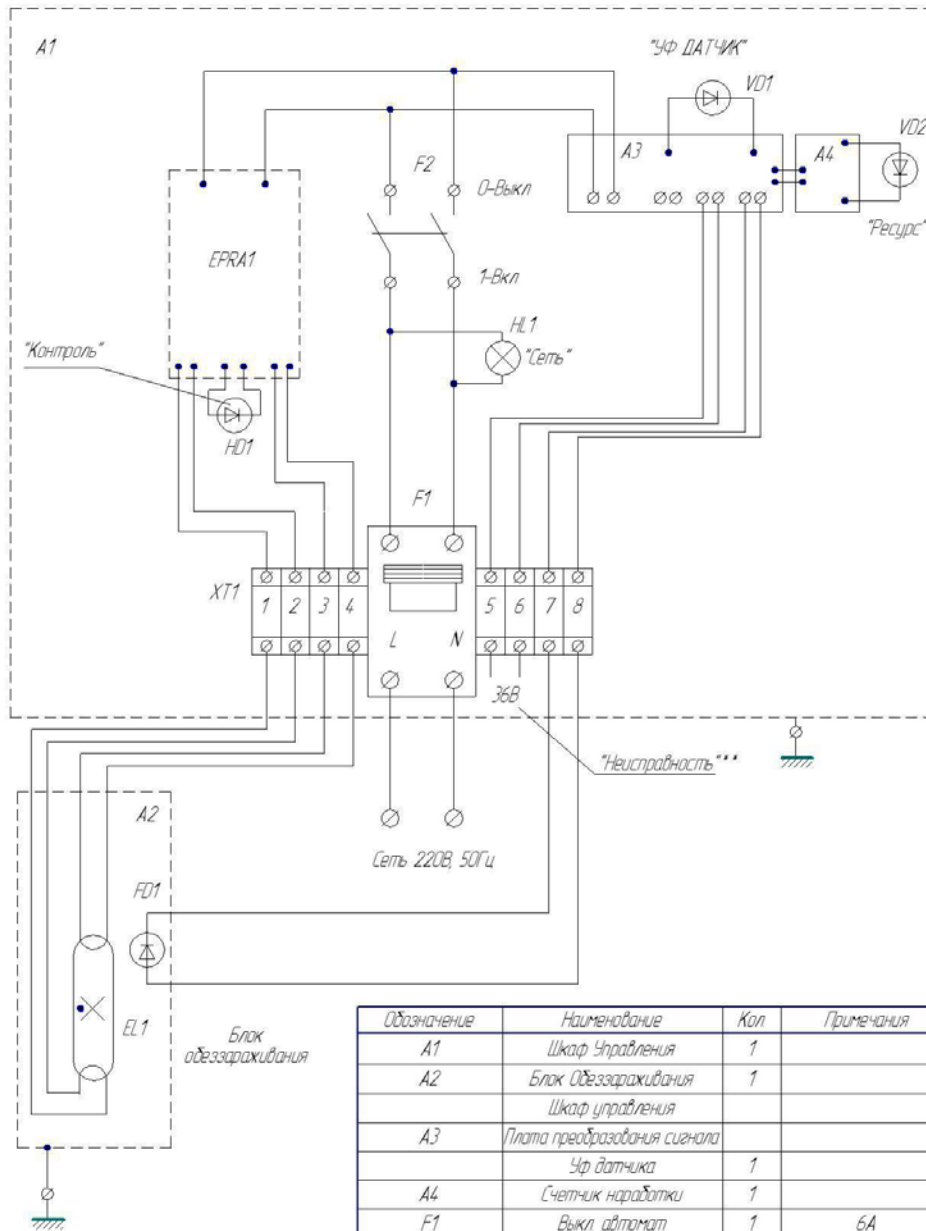 A1
"УФ ДАТЧИК"
VD1
VD2
A3
A4
F2
0-Выкл
EPRA1
"Ресурс"
1-Вкл
HL1
"Контроль"
"Сеть"
HD1
F1
XT1
1 2 3 4
L N
5 6 7 8
36В
"Неисправность"**
A2
Сеть 220В, 50Гц
FD1
EL1
Блок
обеззараживания
Обозначение Наименование Кол Примечания
A1 Шкаф Управления 1
A2 Блок Обеззараживания 1
Шкаф управления
A3 Плата преобразования сигнала
Уф датчика 1
A4 Счетчик наработки 1
F1 Выкл автомат 1 6А